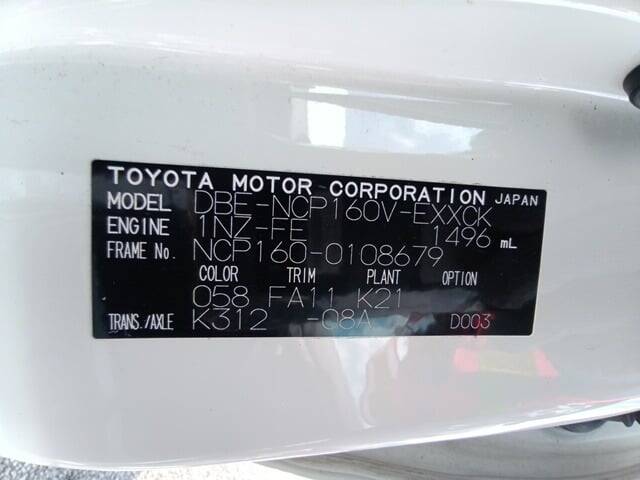 TOYOTA MOTOR CORPORATION JAPAN
MODEL DBE-NCP160V-EXXCK
ENGINE 1NZ-FE 1496 mL
FRAME No. NCP160-0108679
COLOR TRIM PLANT OPTION
058 FA11 K21
TRANS./AXLE K312 -08A D003